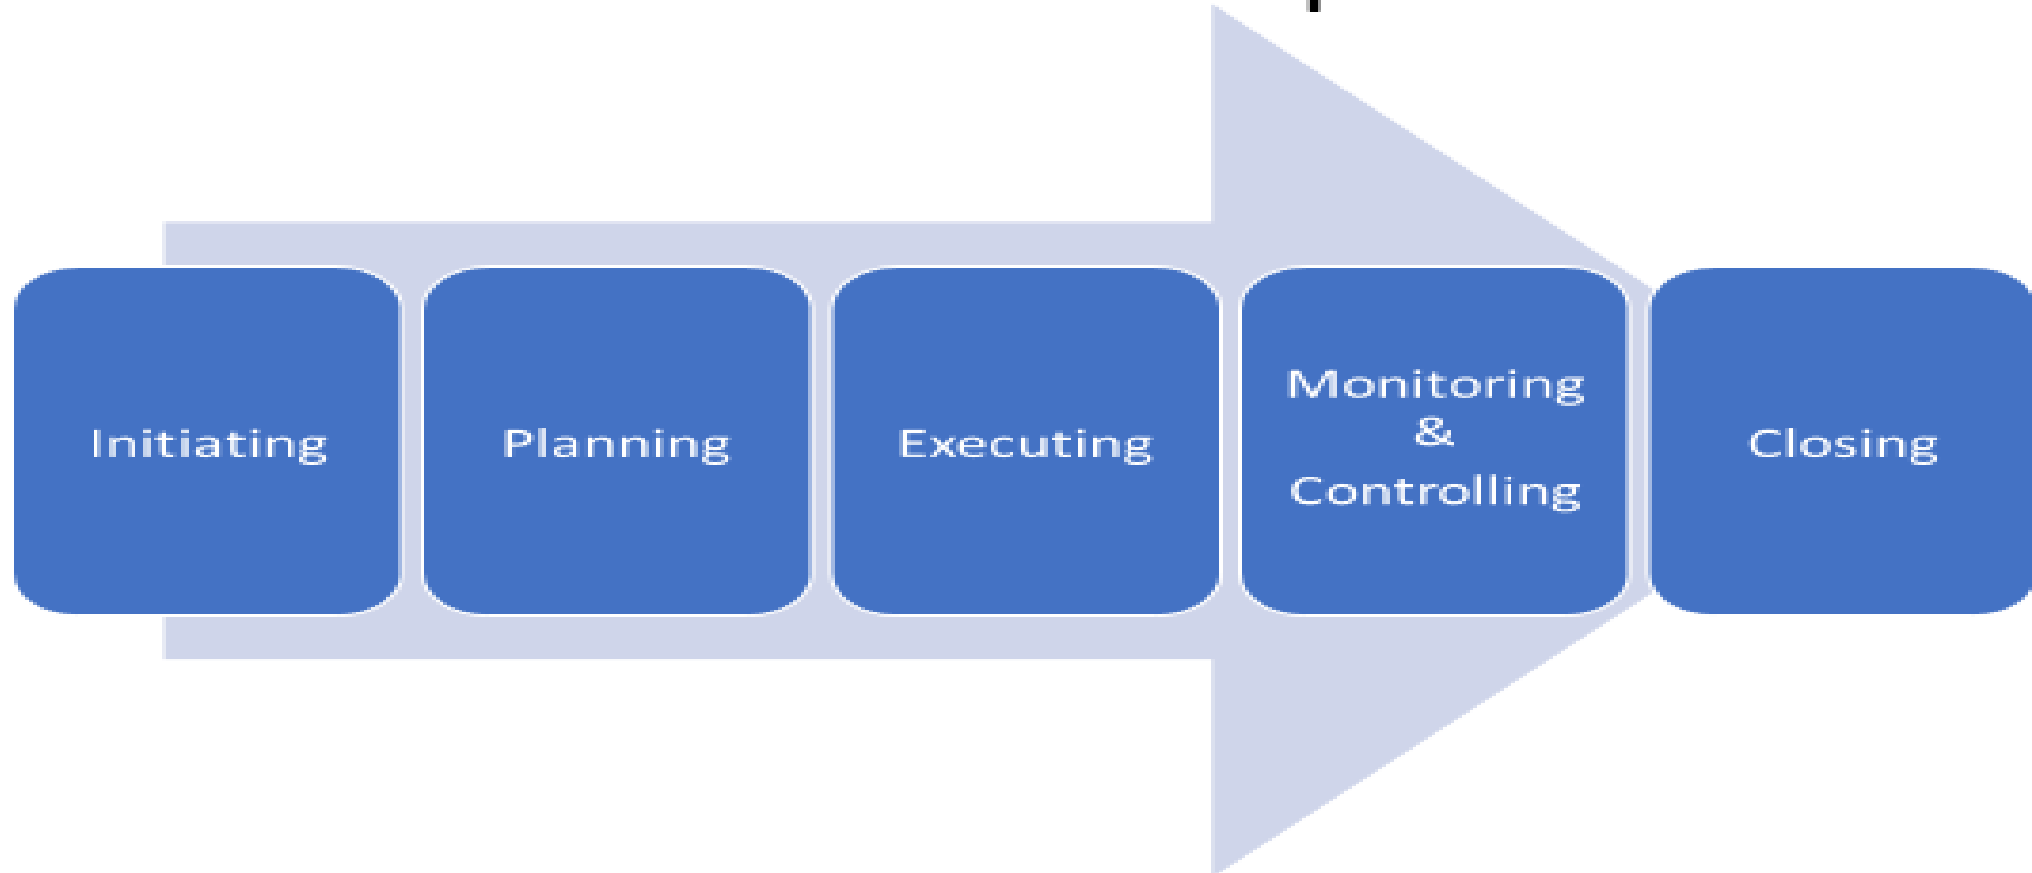 Initiating
Planning
Executing
Monitoring
&
Controlling
Closing